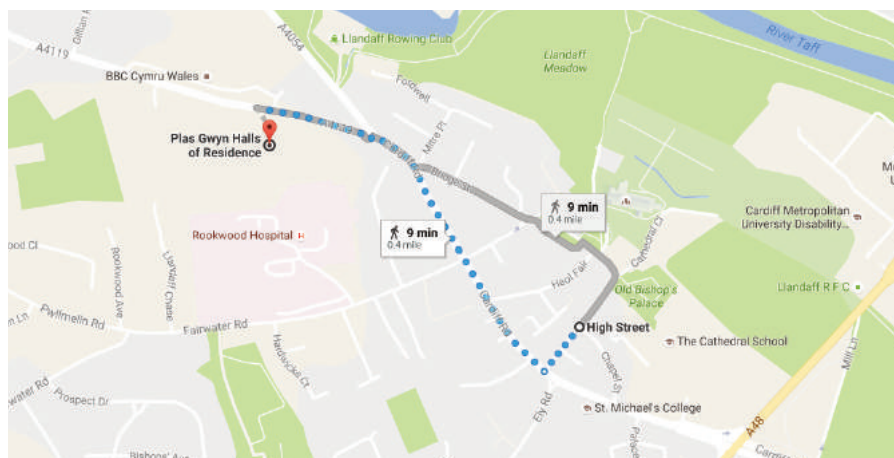 A4119
A4054
Llandaff Rowing Club
Llandaff
Meadow
River Taff
BBC Cymru Wales
Foldwell
Mitre Pl
Plas Gwyn Halls
of Residence
Bridge St
9 min
0.4 mile
9 min
0.4 mile
Cardiff Metropolitan
University Disability...
Rookwood Hospital
Cathedral Cl
Heol Fair
Old Bishop's
Palace
Llandaff R F C
Rookwood Ave
Llandaff Chase
Pwllmelin Rd
Fairwater Rd
Cardiff Rd
High Street
The Cathedral School
Mill Ln
Hardwicke Ct
Chapel St
Ely Rd
St. Michael's College
A48
Prospect Dr